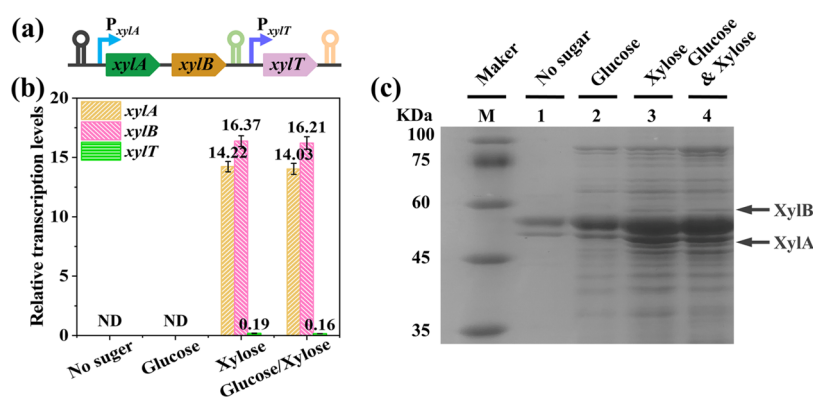 (a)
PxylA
PxylT
xylA
xylB
xylT
(b)
Relative transcription levels
20
15
10
5
0
xylA
xylB
xylT
ND
ND
14.22
16.37
0.19
14.03
16.21
0.16
No suger
Glucose
Xylose
Glucose/Xylose
(c)
Maker
No sugar
Glucose
Xylose
Glucose
& Xylose
KDa
M
1
2
3
4
100
75
60
45
35
XylB
XylA